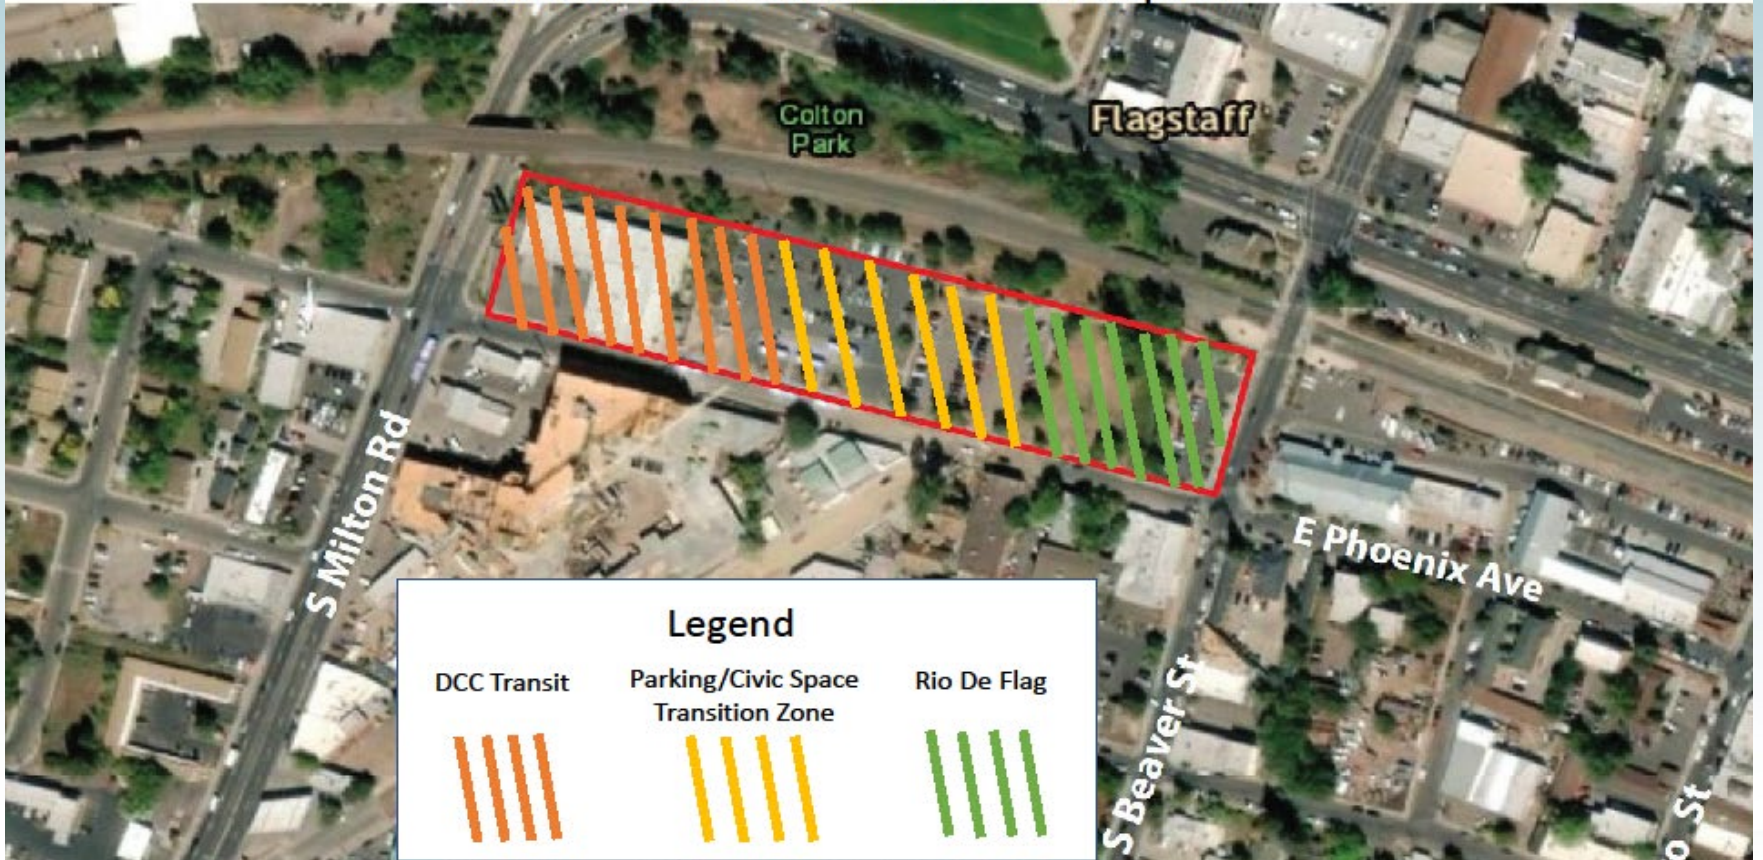 Colton
Park
Flagstaff
S Milton Rd
E Phoenix Ave
S Beaver St
St
Legend
DCC Transit
Parking/Civic Space
Transition Zone
Rio De Flag